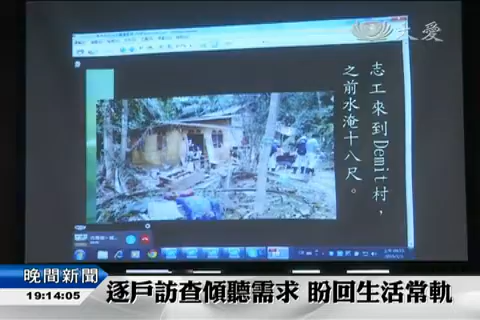 大愛
志工來到Demit村，
之前水淹十八尺。
晚間新聞
19:14:05
逐戶訪查傾聽需求 盼回生活常軌